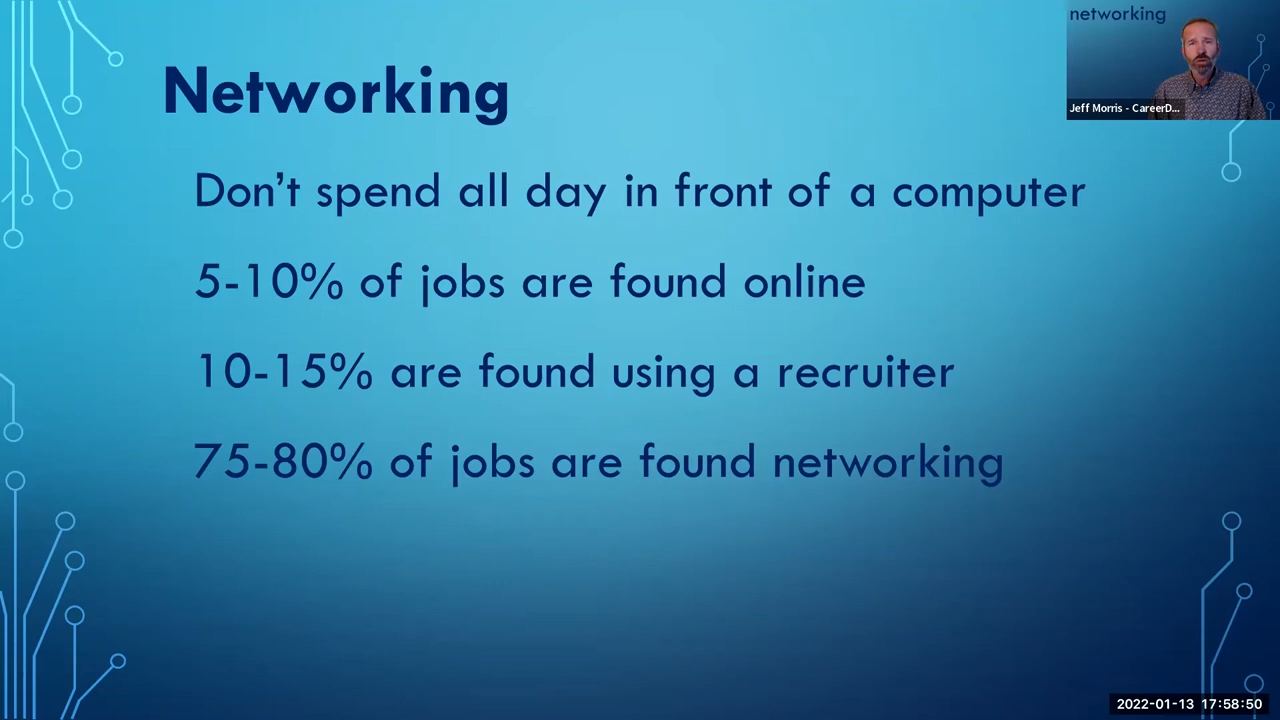 Networking
Don't spend all day in front of a computer
5-10% of jobs are found online
10-15% are found using a recruiter
75-80% of jobs are found networking
networking
Jeff Morris - CareerD...
2022-01-13 17:58:50